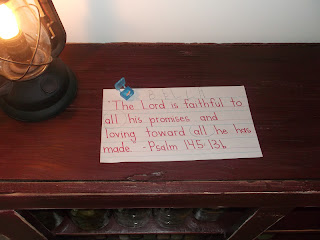 "The Lord is faithful to
all his promises and
loving toward all he has
made. -Psalm 145:13b